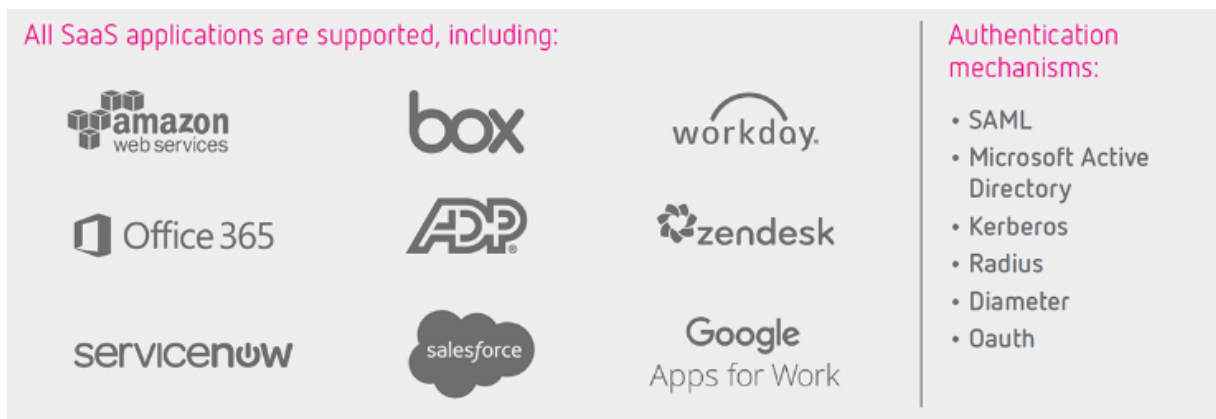 All SaaS applications are supported, including:
amazon
web services
box
workday.
Office 365
ADP®
zendesk
servicenow
salesforce
Google
Apps for Work
Authentication
mechanisms:
• SAML
• Microsoft Active
Directory
• Kerberos
• Radius
• Diameter
• Oauth